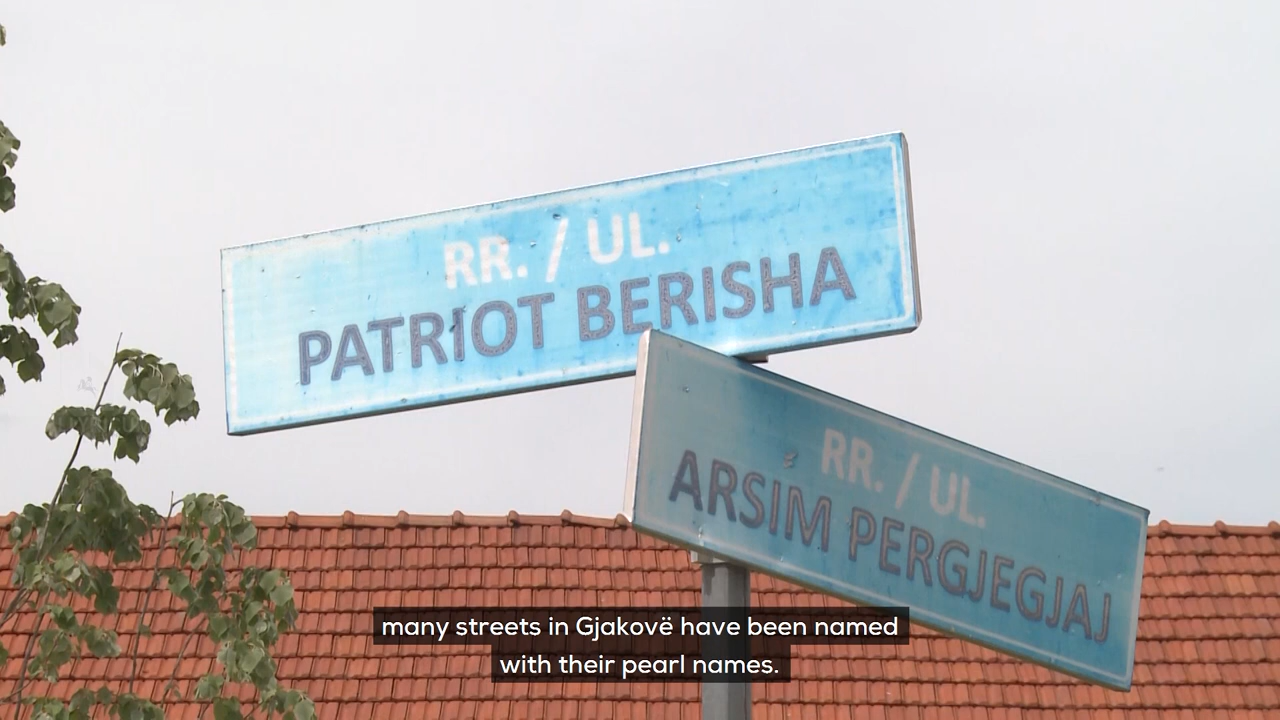 RR. / UL.
PATRIOT BERISHA
RR. / UL.
ARSIM PERGJEGJAJ
many streets in Gjakovë have been named
with their pearl names.